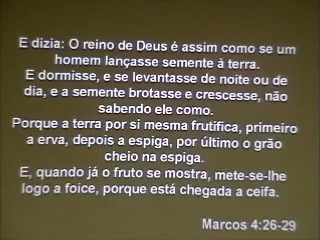 E dizia: O reino de Deus é assim como se um
homem lançasse semente à terra.
E dormisse, e se levantasse de noite ou de
dia, e a semente brotasse e crescesse, não
sabendo ele como.
Porque a terra por si mesma frutifica, primeiro
a erva, depois a espiga, por último o grão
cheio na espiga.
E, quando já o fruto se mostra, mete-se-lhe
logo a foice, porque está chegada a ceifa.
Marcos 4:26-29